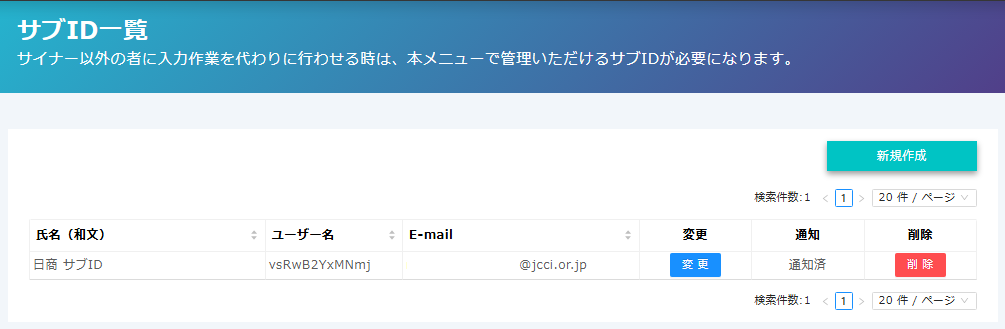 サブID一覧
サイナー以外の者に入力作業を代わりに行わせる時は、本メニューで管理いただけるサブIDが必要になります。
新規作成
検索件数:1 < 1 > 20 件 / ページ
氏名（和文） ユーザー名 E-mail 変更 通知 削除
日商 サブID vsRwB2YxMNmj @jcci.or.jp 変 更 通知済 削 除
検索件数:1 < 1 > 20 件 / ページ